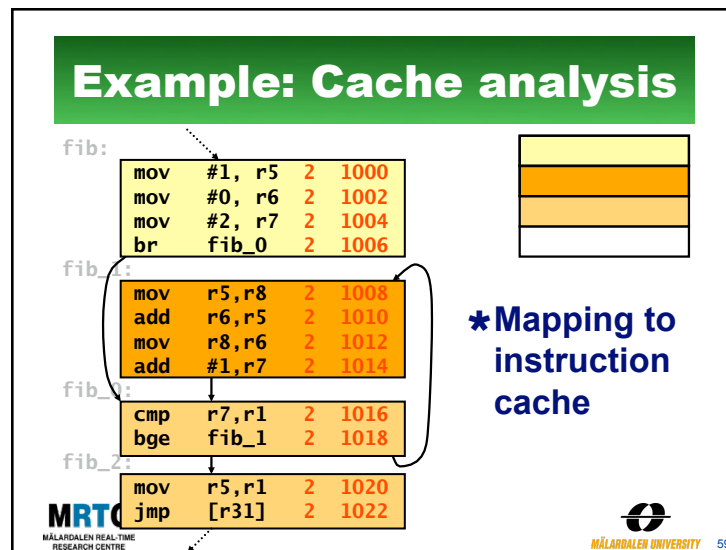 Example: Cache analysis
fib:
mov #1, r5 2 1000
mov #0, r6 2 1002
mov #2, r7 2 1004
br fib_0 2 1006
fib_1:
mov r5,r8 2 1008
add r6,r5 2 1010
mov r8,r6 2 1012
add #1,r7 2 1014
fib_0:
cmp r7,r1 2 1016
bge fib_1 2 1018
fib_2:
mov r5,r1 2 1020
jmp [r31] 2 1022
*Mapping to
instruction
cache
MRTC
MÄLARDALEN REAL-TIME
RESEARCH CENTRE
MÄLARDALEN UNIVERSITY 59